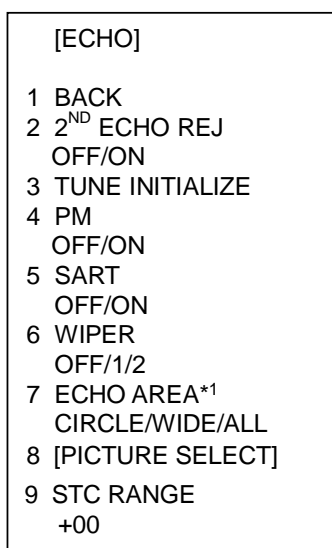 [ECHO]
1 BACK
2 2ND ECHO REJ
OFF/ON
3 TUNE INITIALIZE
4 PM
OFF/ON
5 SART
OFF/ON
6 WIPER
OFF/1/2
7 ECHO AREA*1
CIRCLE/WIDE/ALL
8 [PICTURE SELECT]
9 STC RANGE
+00